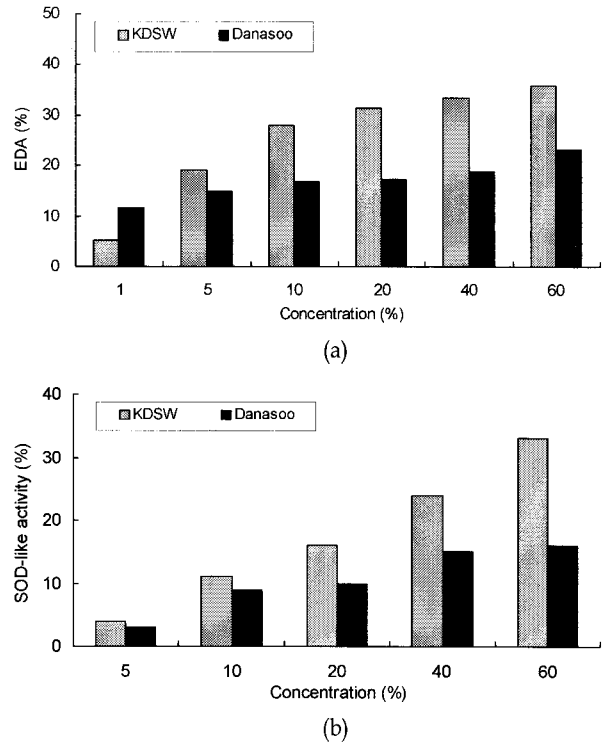 50
KDSW Danasoo
40
30
20
10
0
EDA (%)
1 5 10 20 40 60
Concentration (%)
(a)
40
KDSW Danasoo
30
20
10
0
SOD-like activity (%)
5 10 20 40 60
Concentration (%)
(b)